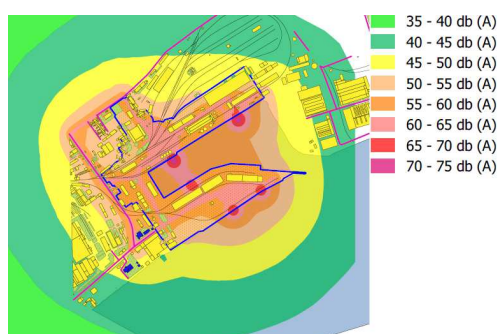 35 - 40 db (A)
40 - 45 db (A)
45 - 50 db (A)
50 - 55 db (A)
55 - 60 db (A)
60 - 65 db (A)
65 - 70 db (A)
70 - 75 db (A)